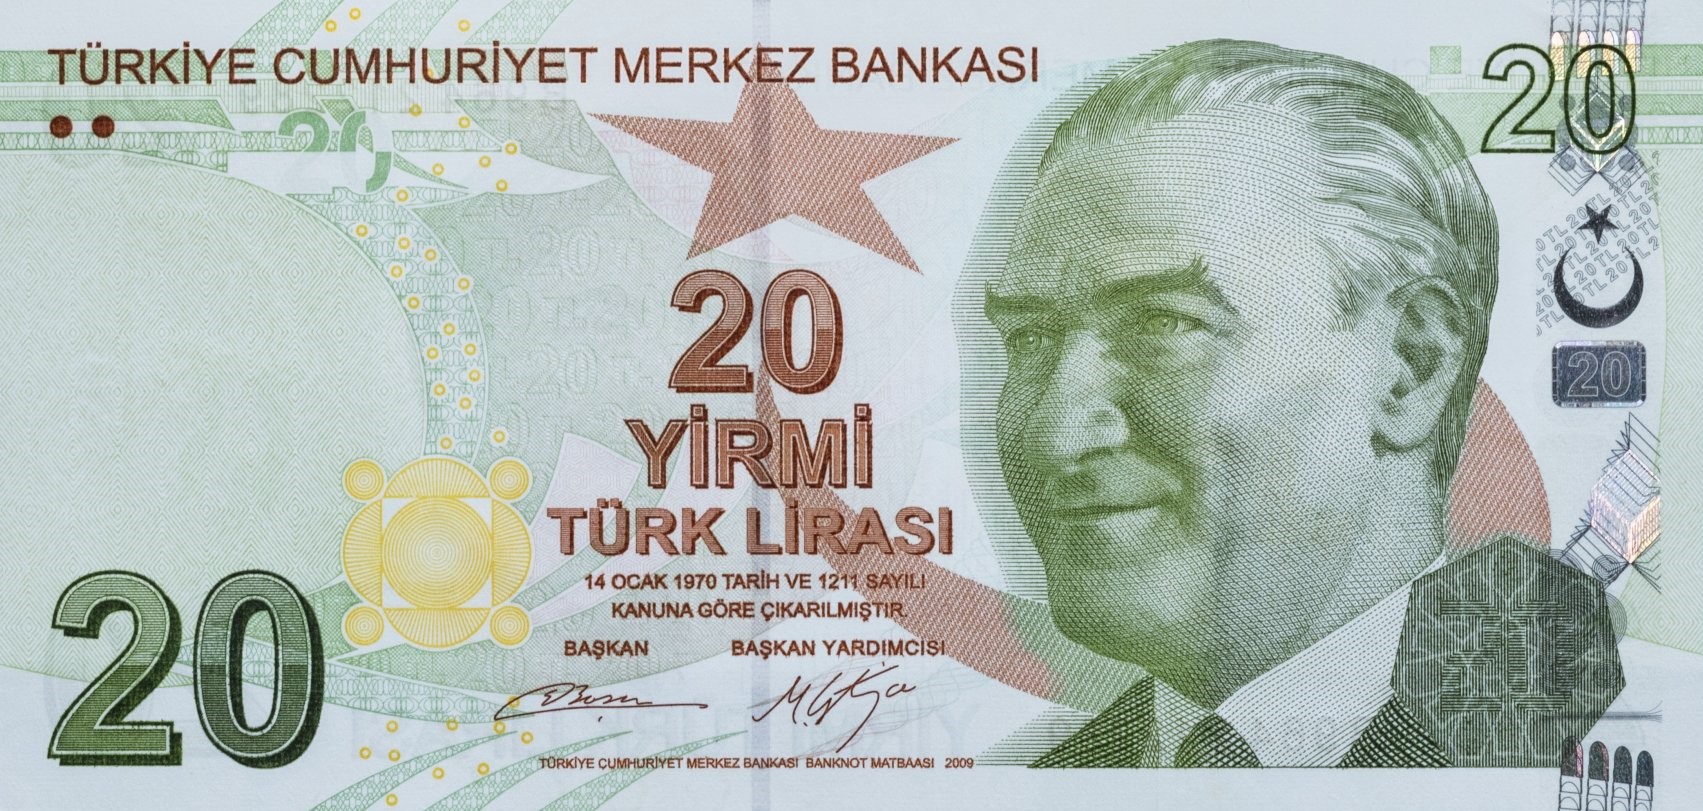 TÜRKİYE CUMHURİYET MERKEZ BANKASI
20
20
20
20
YİRMİ
TÜRK LİRASI
14 OCAK 1970 TARİH VE 1211 SAYILI
KANUNA GÖRE ÇIKARILMIŞTIR.
BAŞKAN BAŞKAN YARDIMCISI
20
TÜRKİYE CUMHURİYET MERKEZ BANKASI BANKNOT MATBAASI 2009